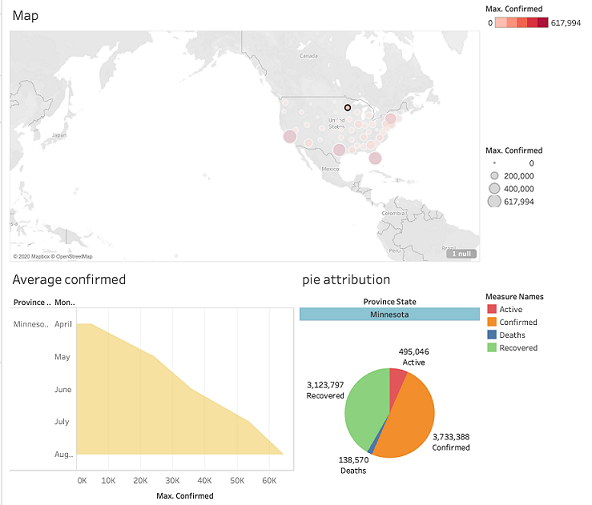 Map
Max. Confirmed
0 617,994
Canada
United
States
Japan
Mexico
Colombia
Peru
Brazil
© 2020 Mapbox © OpenStreetMap
1 null
Max. Confirmed
0
200,000
400,000
617,994
Average confirmed
Province .. Mon..
Minneso.. April
May
June
July
Aug..
0K 10K 20K 30K 40K 50K 60K
Max. Confirmed
pie attribution
Province State
Minnesota
495,046
Active
3,123,797
Recovered
3,733,388
Confirmed
138,570
Deaths
Measure Names
Active
Confirmed
Deaths
Recovered